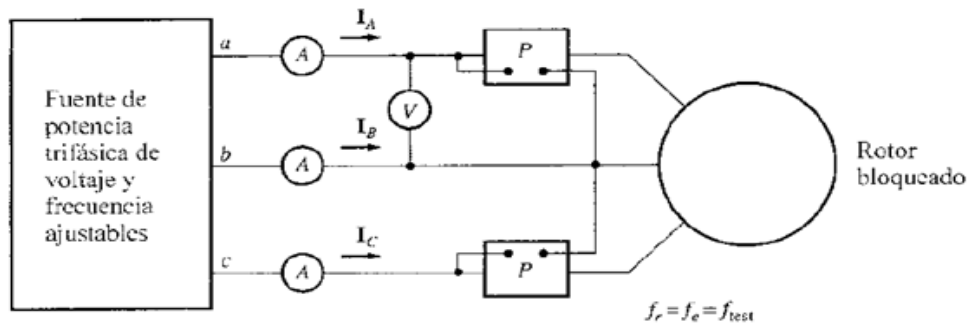 Fuente de
potencia
trifásica de
voltaje y
frecuencia
ajustables
a
A
I_A
P
V
b
A
I_B
c
A
I_C
P
Rotor
bloqueado
f_r = f_e = f_test